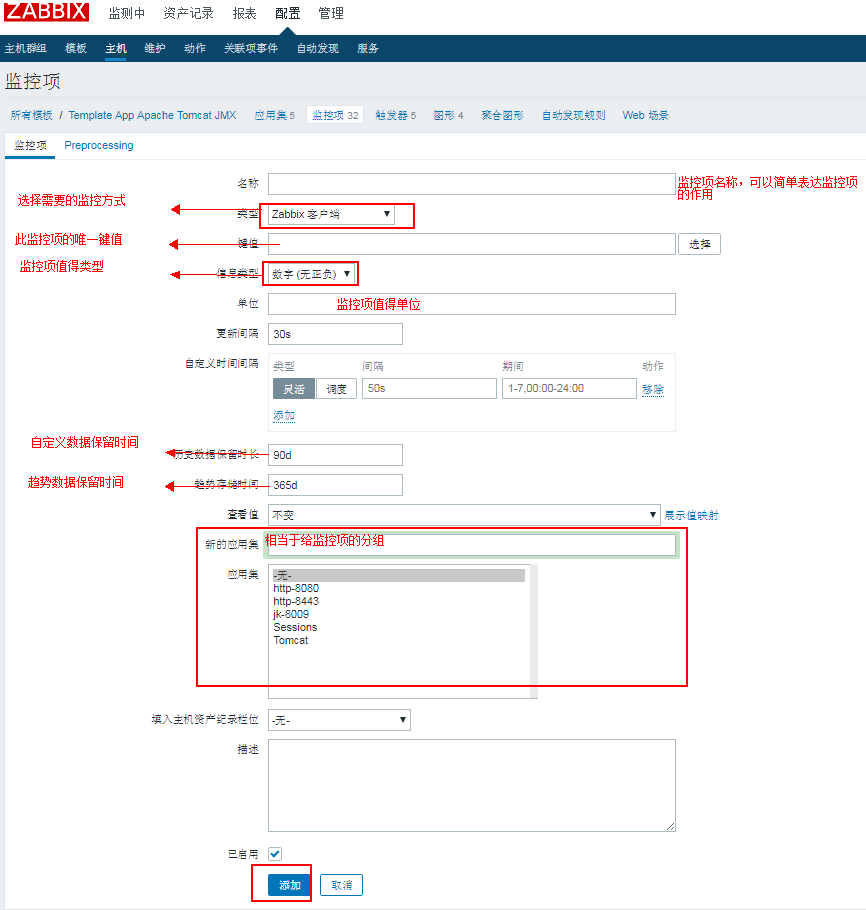 ZABBIX 监测中 资产记录 报表 配置 管理
主机群组 模板 主机 维护 动作 关联项事件 自动发现 服务
监控项
所有模板 / Template App Apache Tomcat JMX 应用集 5 监控项 32 触发器 5 图形 4 聚合图形 自动发现规则 Web 场景
监控项 Preprocessing
名称 监控项名称，可以简单表达监控项
的作用
选择需要的监控方式 类型 Zabbix 客户端
此监控项的唯一键值 键值 选择
监控项值得类型 信息类型 数字 (无正负)
单位 监控项值得单位
更新间隔 30s
自定义时间间隔 类型 间隔 期间 动作
灵活 调度 50s 1-7,00:00-24:00 移除
添加
自定义数据保留时间 历史数据保留时长 90d
趋势数据保留时间 趋势存储时间 365d
查看值 不变 展示值映射
新的应用集 相当于给监控项的分组
应用集 -无-
http-8080
http-8443
jk-8009
Sessions
Tomcat
填入主机资产纪录栏位 -无-
描述
已启用
添加 取消